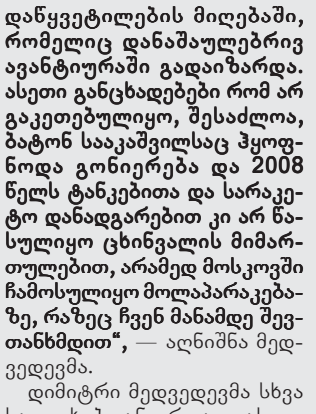 დაწყვეტილების მიღებაში,
რომელიც დანაშაულებრივ
ავანტიურაში გადაიზარდა.
ასეთი განცხადებები რომ არ
გაკეთებულიყო, შესაძლოა,
ბატონ სააკაშვილსაც ჰყოფ-
ნოდა გონიერება და 2008
წელს ტანკებითა და სარაკე-
ტო დანადგარებით კი არ წა-
სულიყო ცხინვალის მიმარ-
თულებით, არამედ მოსკოვში
ჩამოსულიყო მოლაპარაკება-
ზე, რაზეც ჩვენ მანამდე შევ-
თანხმდით“, — აღნიშნა მედ-
ვედევმა.
დიმიტრი მედვედევმა სხვა